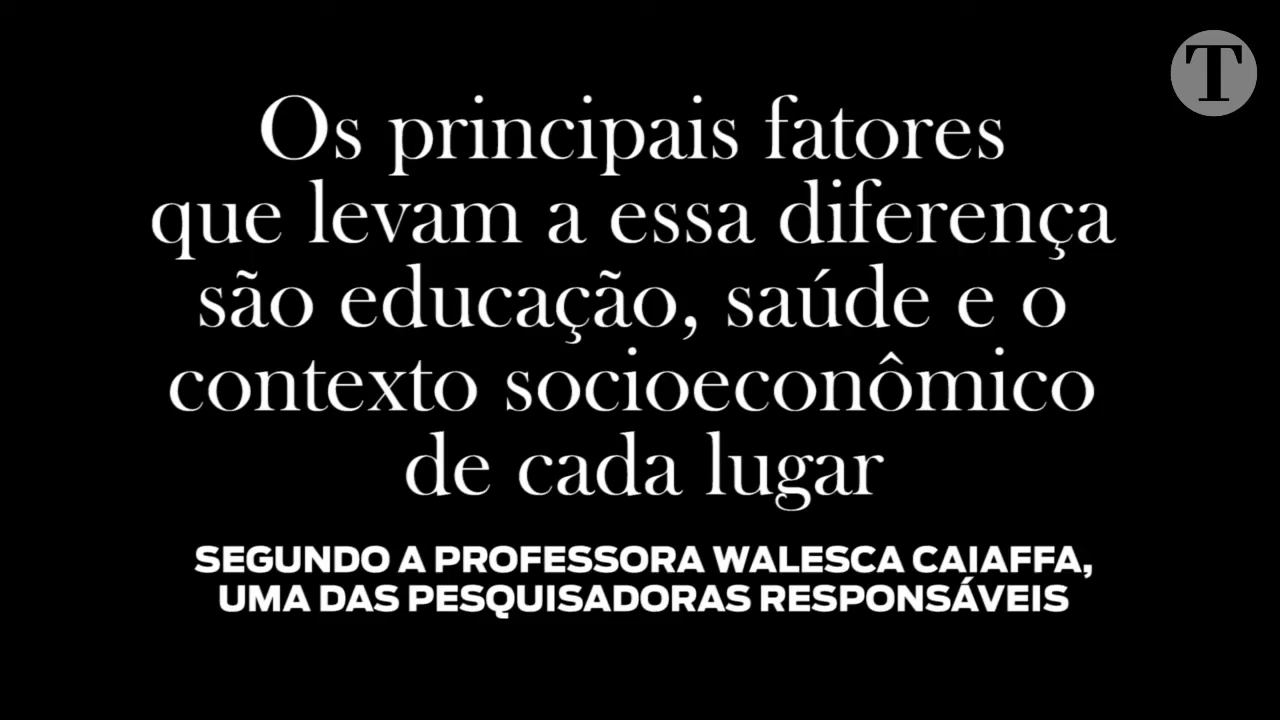 T
Os principais fatores
que levam a essa diferença
são educação, saúde e o
contexto socioeconômico
de cada lugar
SEGUNDO A PROFESSORA WALESCA CAIAFFA,
UMA DAS PESQUISADORAS RESPONSÁVEIS